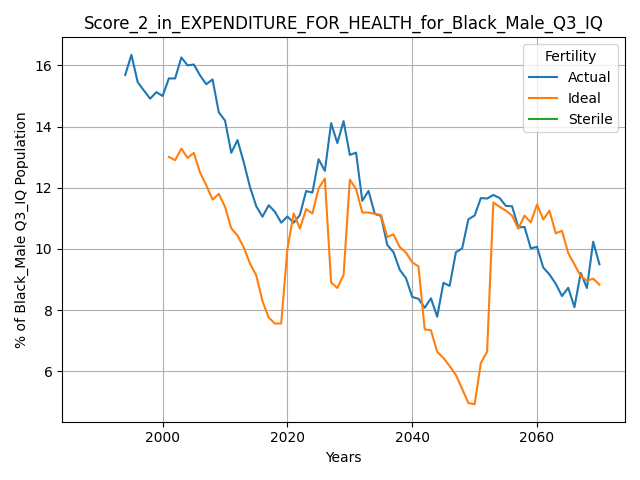 Score_2_in_EXPENDITURE_FOR_HEALTH_for_Black_Male_Q3_IQ
Fertility
Actual
Ideal
Sterile
% of Black_Male Q3_IQ Population
16
14
12
10
8
6
2000
2020
2040
2060
Years